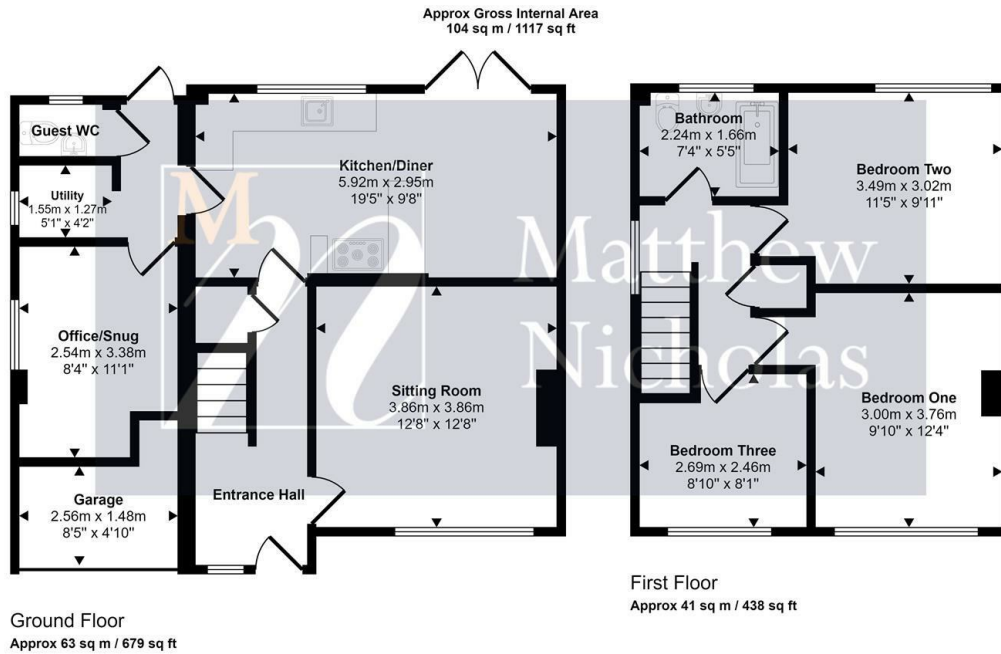 Approx Gross Internal Area
104 sq m / 1117 sq ft
Guest WC
Utility
1.55m x 1.27m
5'1" x 4'2"
Kitchen/Diner
5.92m x 2.95m
19'5" x 9'8"
Office/Snug
2.54m x 3.38m
8'4" x 11'1"
Sitting Room
3.86m x 3.86m
12'8" x 12'8"
Garage
2.56m x 1.48m
8'5" x 4'10"
Entrance Hall
Ground Floor
Approx 63 sq m / 679 sq ft
Bathroom
2.24m x 1.66m
7'4" x 5'5"
Bedroom Two
3.49m x 3.02m
11'5" x 9'11"
Bedroom One
3.00m x 3.76m
9'10" x 12'4"
Bedroom Three
2.69m x 2.46m
8'10" x 8'1"
First Floor
Approx 41 sq m / 438 sq ft
M
n
Matthew
Nicholas